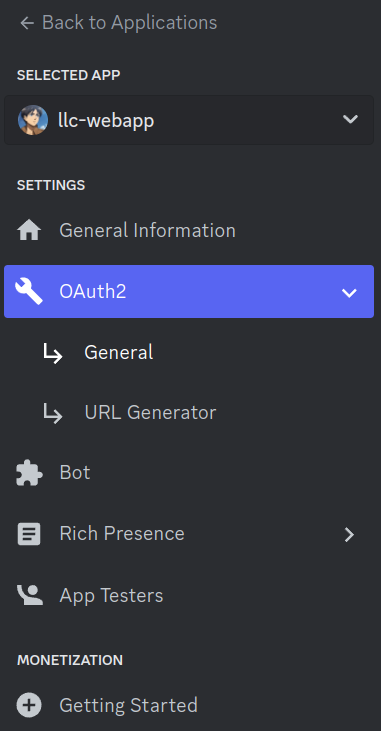 Back to Applications
SELECTED APP
llc-webapp
SETTINGS
General Information
OAuth2
General
URL Generator
Bot
Rich Presence
App Testers
MONETIZATION
Getting Started